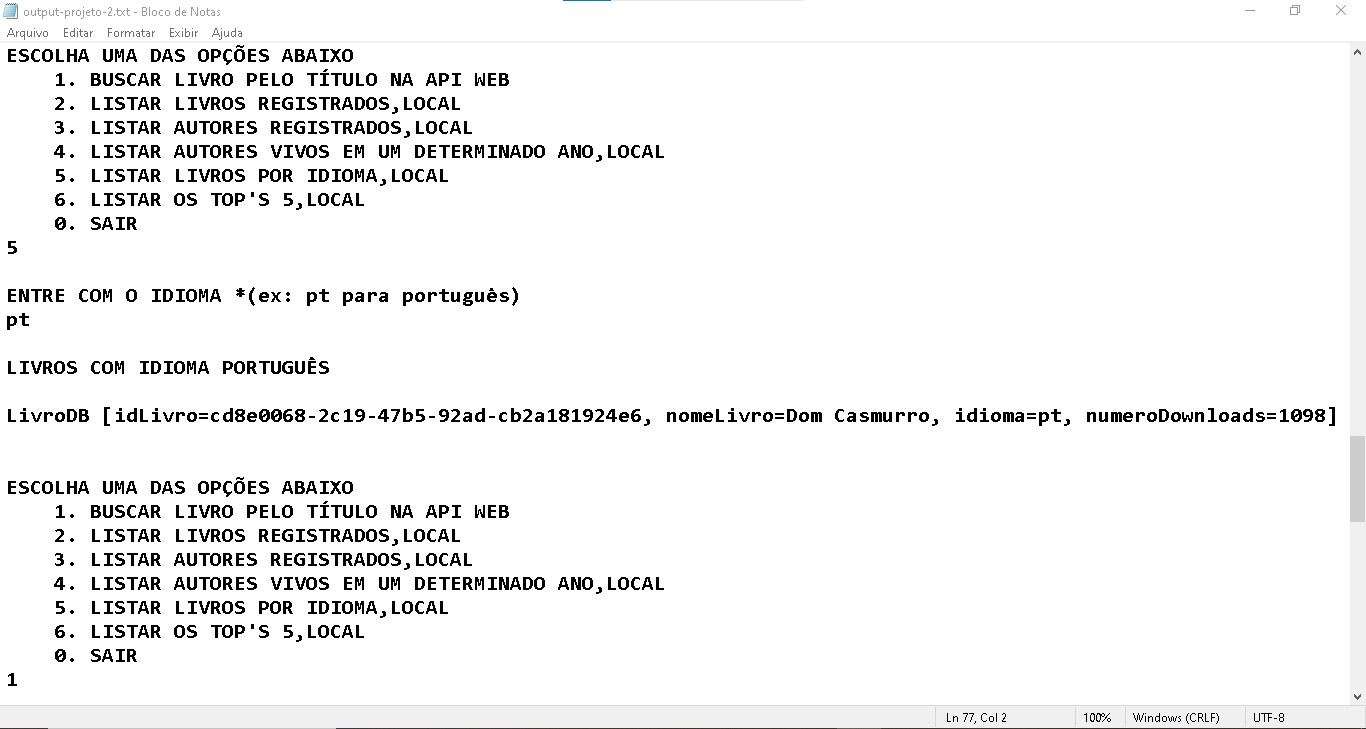 output-projeto-2.txt - Bloco de Notas
Arquivo Editar Formatar Exibir Ajuda
ESCOLHA UMA DAS OPÇÕES ABAIXO
1. BUSCAR LIVRO PELO TÍTULO NA API WEB
2. LISTAR LIVROS REGISTRADOS,LOCAL
3. LISTAR AUTORES REGISTRADOS,LOCAL
4. LISTAR AUTORES VIVOS EM UM DETERMINADO ANO,LOCAL
5. LISTAR LIVROS POR IDIOMA,LOCAL
6. LISTAR OS TOP'S 5,LOCAL
0. SAIR
5
ENTRE COM O IDIOMA *(ex: pt para português)
pt
LIVROS COM IDIOMA PORTUGUÊS
LivroDB [idLivro=cd8e0068-2c19-47b5-92ad-cb2a181924e6, nomeLivro=Dom Casmurro, idioma=pt, numeroDownloads=1098]
ESCOLHA UMA DAS OPÇÕES ABAIXO
1. BUSCAR LIVRO PELO TÍTULO NA API WEB
2. LISTAR LIVROS REGISTRADOS,LOCAL
3. LISTAR AUTORES REGISTRADOS,LOCAL
4. LISTAR AUTORES VIVOS EM UM DETERMINADO ANO,LOCAL
5. LISTAR LIVROS POR IDIOMA,LOCAL
6. LISTAR OS TOP'S 5,LOCAL
0. SAIR
1
Ln 77, Col 2 100% Windows (CRLF) UTF-8